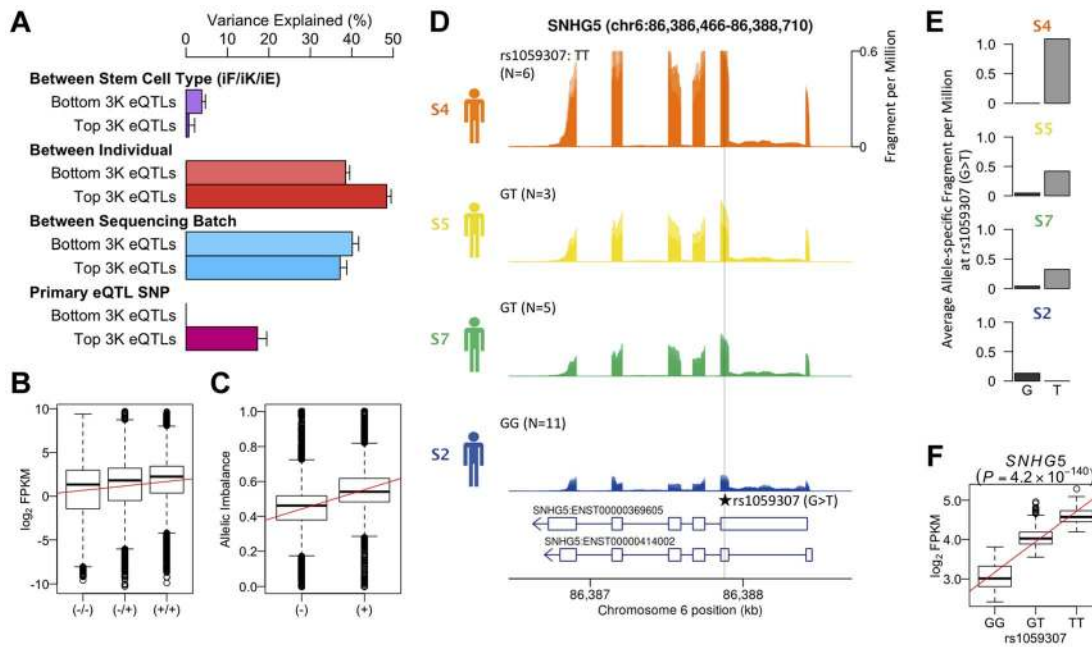 A
Variance Explained (%)
0 10 20 30 40 50
Between Stem Cell Type (iF/iK/iE)
Bottom 3K eQTLs
Top 3K eQTLs
Between Individual
Bottom 3K eQTLs
Top 3K eQTLs
Between Sequencing Batch
Bottom 3K eQTLs
Top 3K eQTLs
Primary eQTL SNP
Bottom 3K eQTLs
Top 3K eQTLs
B
log2 FPKM
10
5
0
-5
-10
(-/-) (-/+) (+/+)
C
Allelic Imbalance
1.0
0.8
0.6
0.4
0.2
0.0
(-) (+)
D
SNHG5 (chr6:86,386,466-86,388,710)
rs1059307: TT
(N=6)
S4
0.6
0
Fragment per Million
GT (N=3)
S5
GT (N=5)
S7
GG (N=11)
S2
★rs1059307 (G>T)
SNHG5:ENST00000369605
SNHG5:ENST00000414002
86,387 86,388
Chromosome 6 position (kb)
E
Average Allele-specific Fragment per Million
at rs1059307 (G>T)
S4
1.0
0.5
0
S5
1.0
0.5
0
S7
1.0
0.5
0
S2
1.0
0.5
0
G T
F
SNHG5
(P = 4.2 × 10−140)
log2 FPKM
5.0
4.0
3.0
GG GT TT
rs1059307